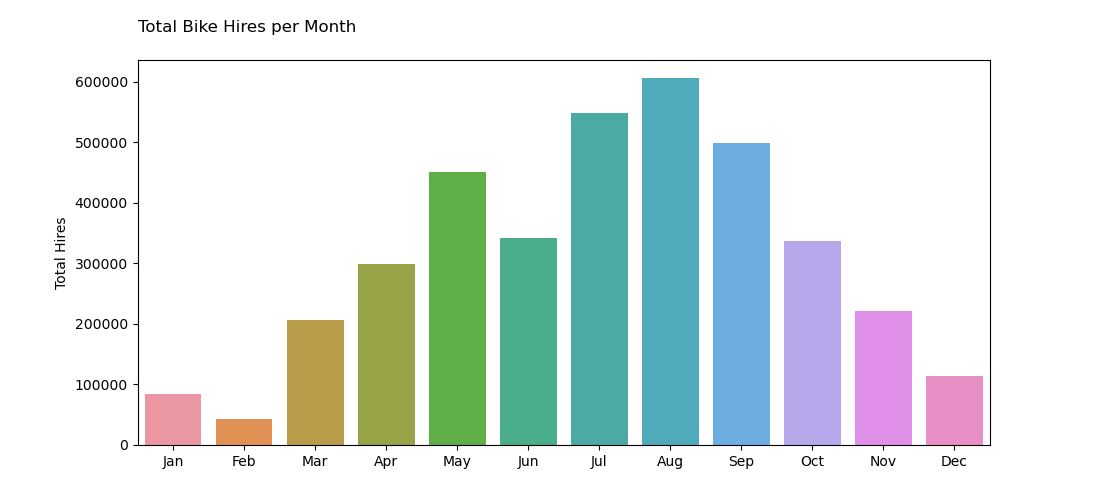 Total Bike Hires per Month
600000
500000
400000
300000
200000
100000
0
Total Hires
Jan Feb Mar Apr May Jun Jul Aug Sep Oct Nov Dec